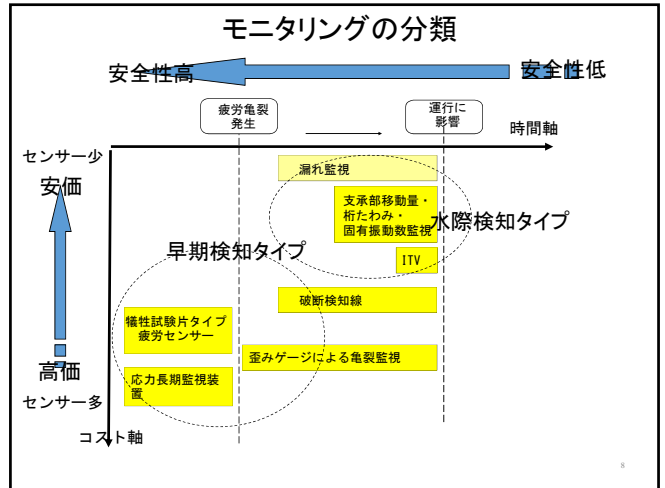 モニタリングの分類
安全性高
安全性低
疲労亀裂
発生
運行に
影響
時間軸
センサー少
安価
漏れ監視
支承部移動量・
桁たわみ・
固有振動数監視
水際検知タイプ
早期検知タイプ
ITV
破断検知線
犠牲試験片タイプ
疲労センサー
歪みゲージによる亀裂監視
高価
応力長期監視装
置
センサー多
コスト軸
8